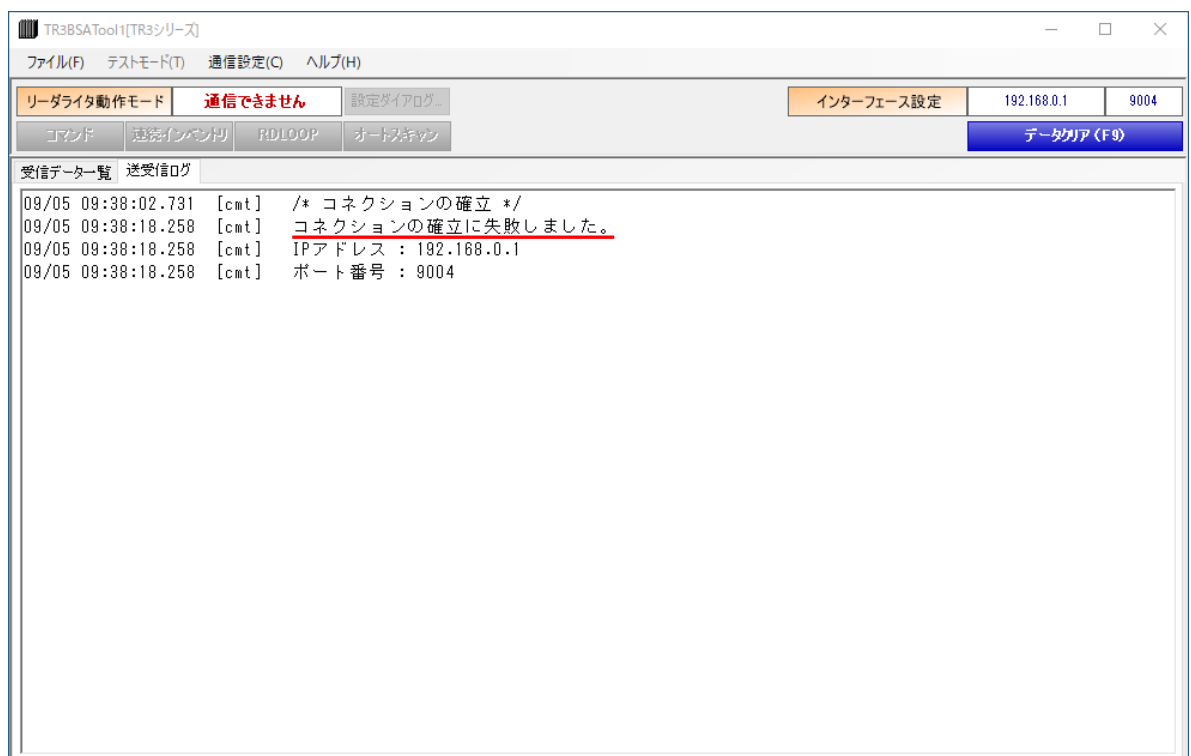 TR3BSATool1[TR3シリーズ]
ファイル(F) テストモード(T) 通信設定(C) ヘルプ(H)
リーダライタ動作モード 通信できません 設定ダイアログ... インターフェース設定 192.168.0.1 9004
コマンド 連続インベントリ RDLOOP オートスキャン データクリア (F9)
受信データ一覧 送受信ログ
09/05 09:38:02.731 [cmt] /* コネクションの確立 */
09/05 09:38:18.258 [cmt] コネクションの確立に失敗しました。
09/05 09:38:18.258 [cmt] IPアドレス : 192.168.0.1
09/05 09:38:18.258 [cmt] ポート番号 : 9004